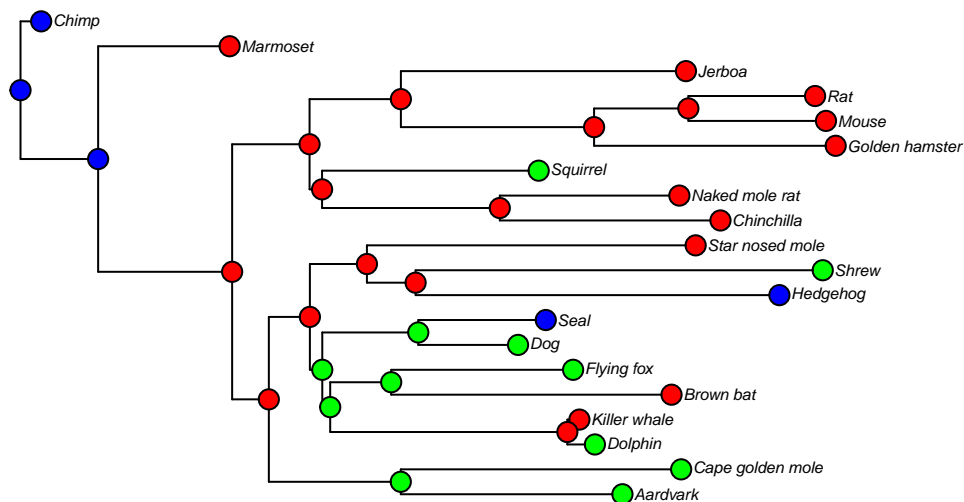 Chimp
Marmoset
Jerboa
Rat
Mouse
Golden hamster
Squirrel
Naked mole rat
Chinchilla
Star nosed mole
Shrew
Hedgehog
Seal
Dog
Flying fox
Brown bat
Killer whale
Dolphin
Cape golden mole
Aardvark